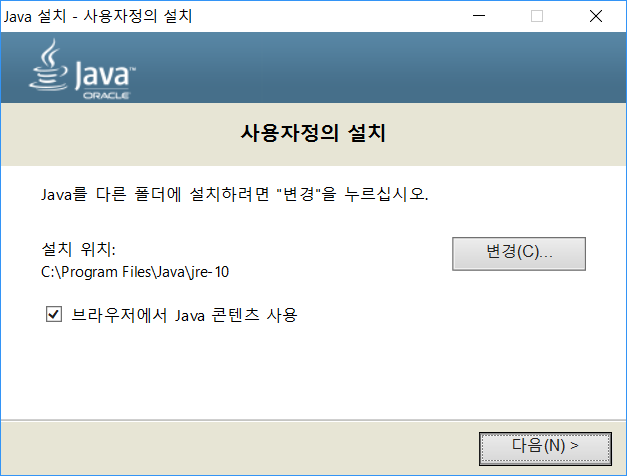 Java 설치 - 사용자정의 설치
Java™
ORACLE
사용자정의 설치
Java를 다른 폴더에 설치하려면 "변경"을 누르십시오.
설치 위치:
변경(C)...
C:\Program Files\Java\jre-10
브라우저에서 Java 콘텐츠 사용
다음(N) >